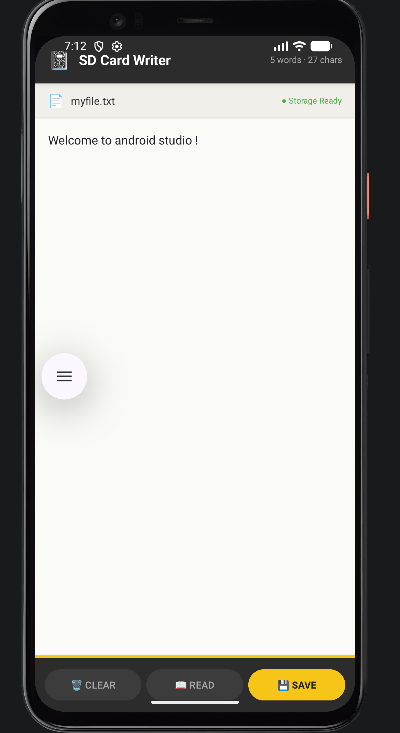 7:12
SD Card Writer
5 words · 27 chars
myfile.txt
● Storage Ready
Welcome to android studio !
CLEAR
READ
SAVE